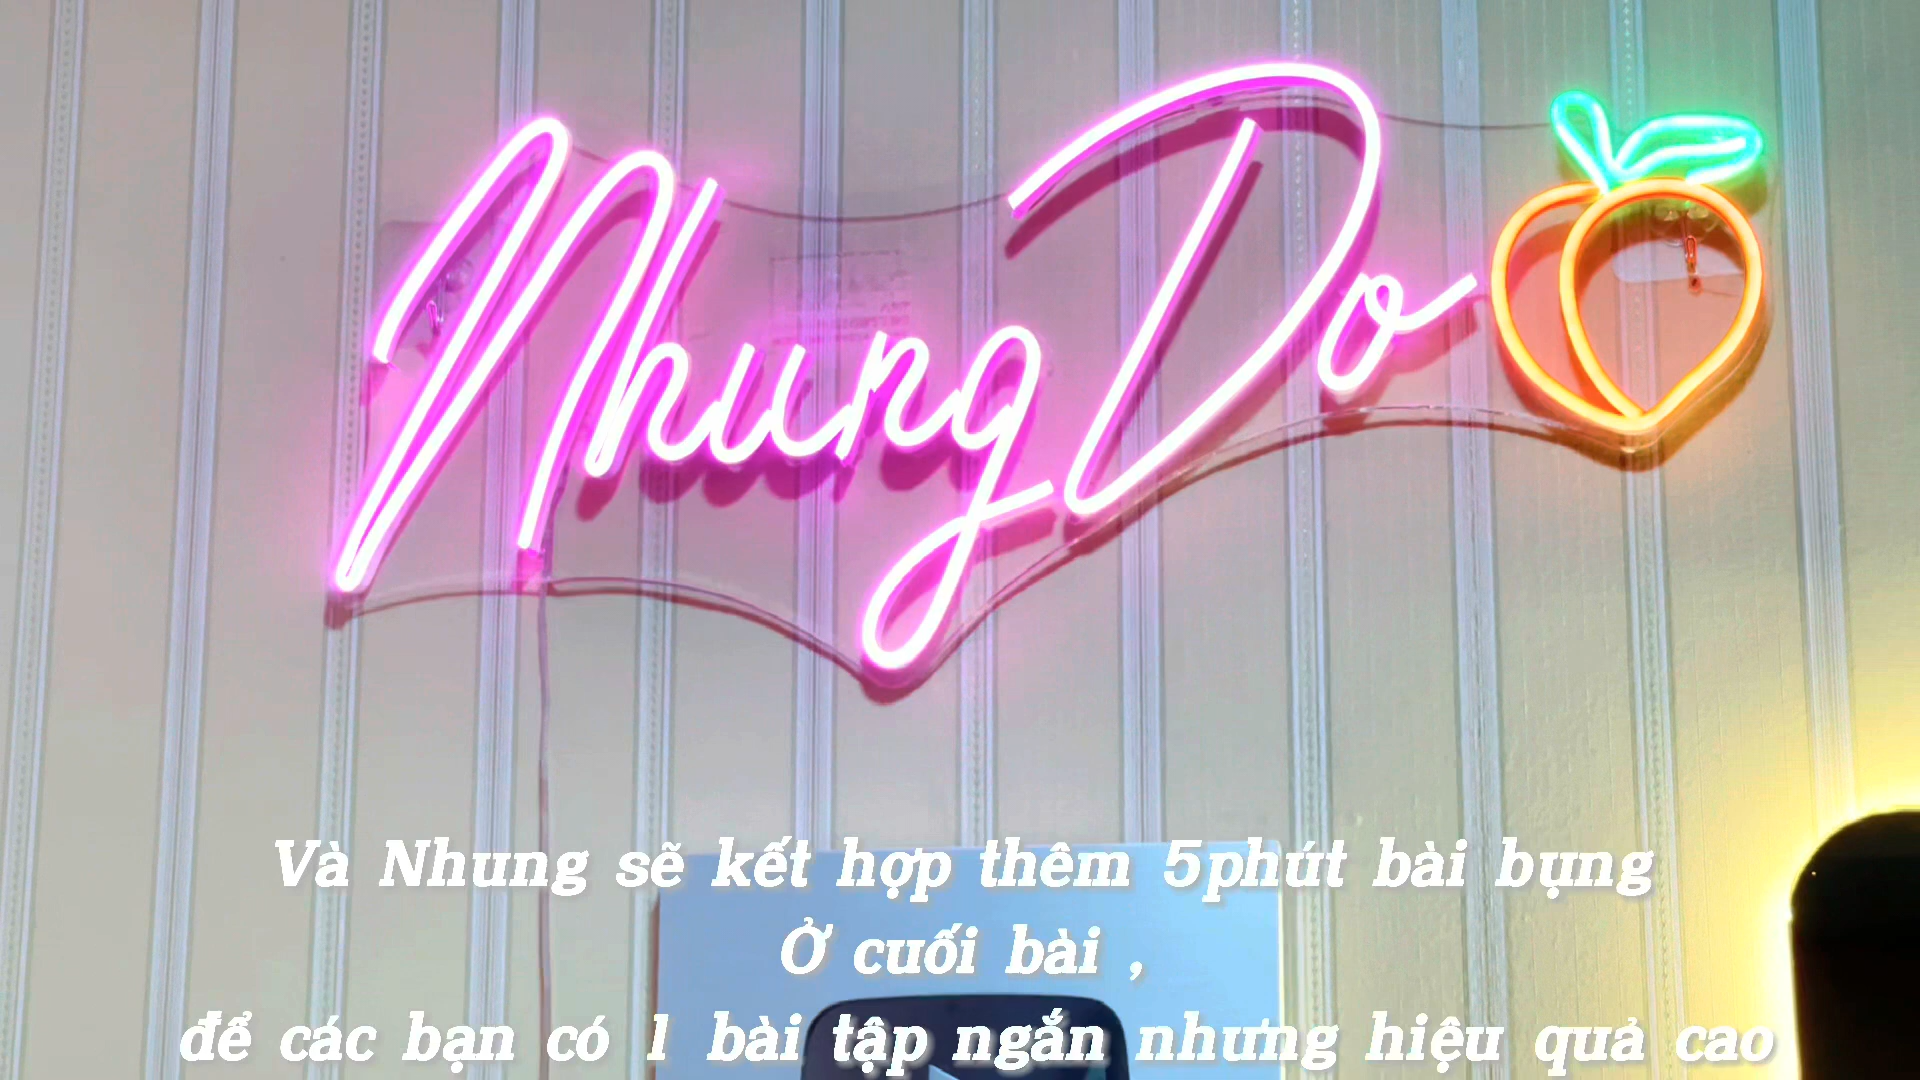 Nhung Do
Và Nhung sẽ kết hợp thêm 5phút bài bụng
Ở cuối bài ,
để các bạn có 1 bài tập ngắn nhưng hiệu quả cao